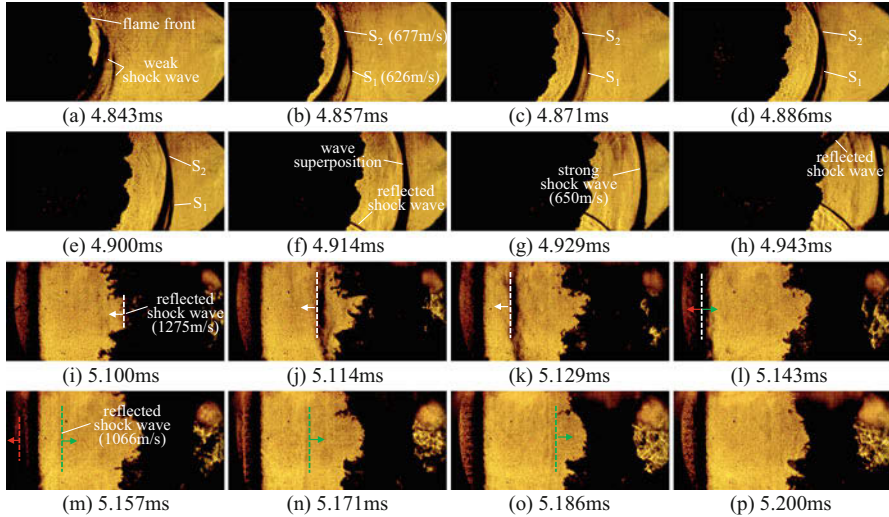 flame front
weak
shock wave
S2 (677m/s)
S1 (626m/s)
S2
S1
S2
S1
(a) 4.843ms
(b) 4.857ms
(c) 4.871ms
(d) 4.886ms
S2
S1
wave
superposition
reflected
shock wave
strong
shock wave
(650m/s)
reflected
shock wave
(e) 4.900ms
(f) 4.914ms
(g) 4.929ms
(h) 4.943ms
reflected
shock wave
(1275m/s)
(i) 5.100ms
(j) 5.114ms
(k) 5.129ms
(l) 5.143ms
reflected
shock wave
(1066m/s)
(m) 5.157ms
(n) 5.171ms
(o) 5.186ms
(p) 5.200ms